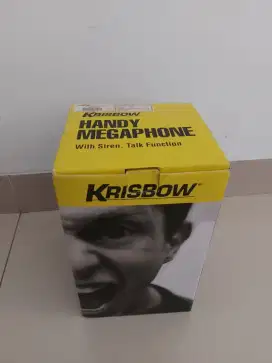 KRISBOW
HANDY
MEGAPHONE
With Siren, Talk Function
KRISBOW